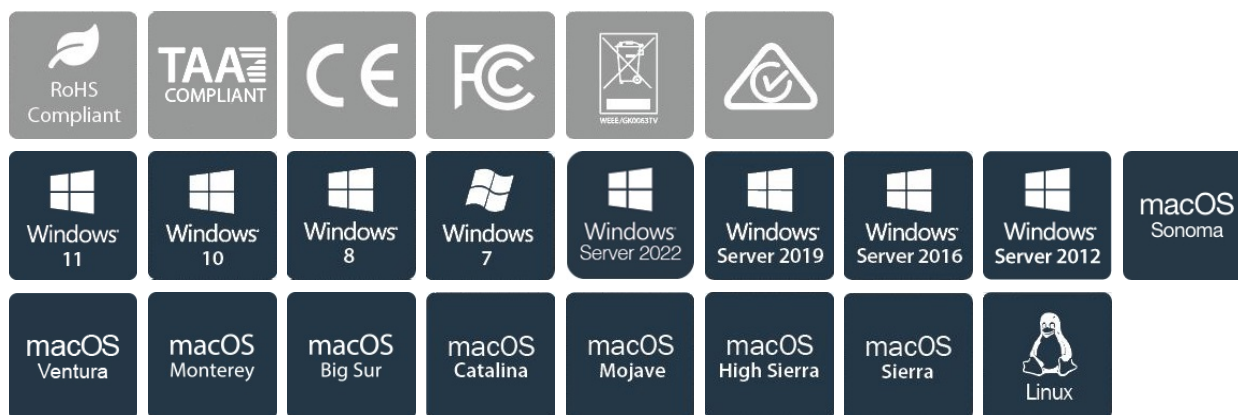 RoHS
Compliant
TAA
COMPLIANT
CE
FC
WEEE/GK0063TV
Windows
11
Windows
10
Windows
8
Windows
7
Windows
Server 2022
Windows
Server 2019
Windows
Server 2016
Windows
Server 2012
macOS
Sonoma
macOS
Ventura
macOS
Monterey
macOS
Big Sur
macOS
Catalina
macOS
Mojave
macOS
High Sierra
macOS
Sierra
Linux